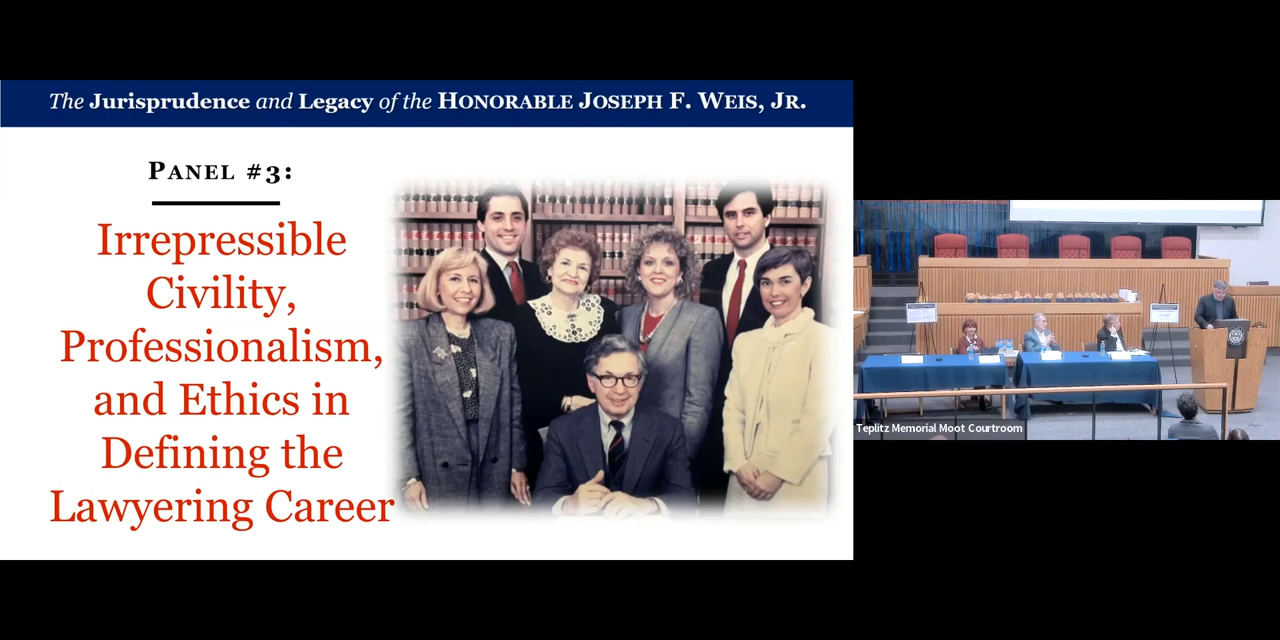 The Jurisprudence and Legacy of the HONORABLE JOSEPH F. WEIS, JR.
PANEL #3:
Irrepressible
Civility,
Professionalism,
and Ethics in
Defining the
Lawyering Career
Teplitz Memorial Moot Courtroom